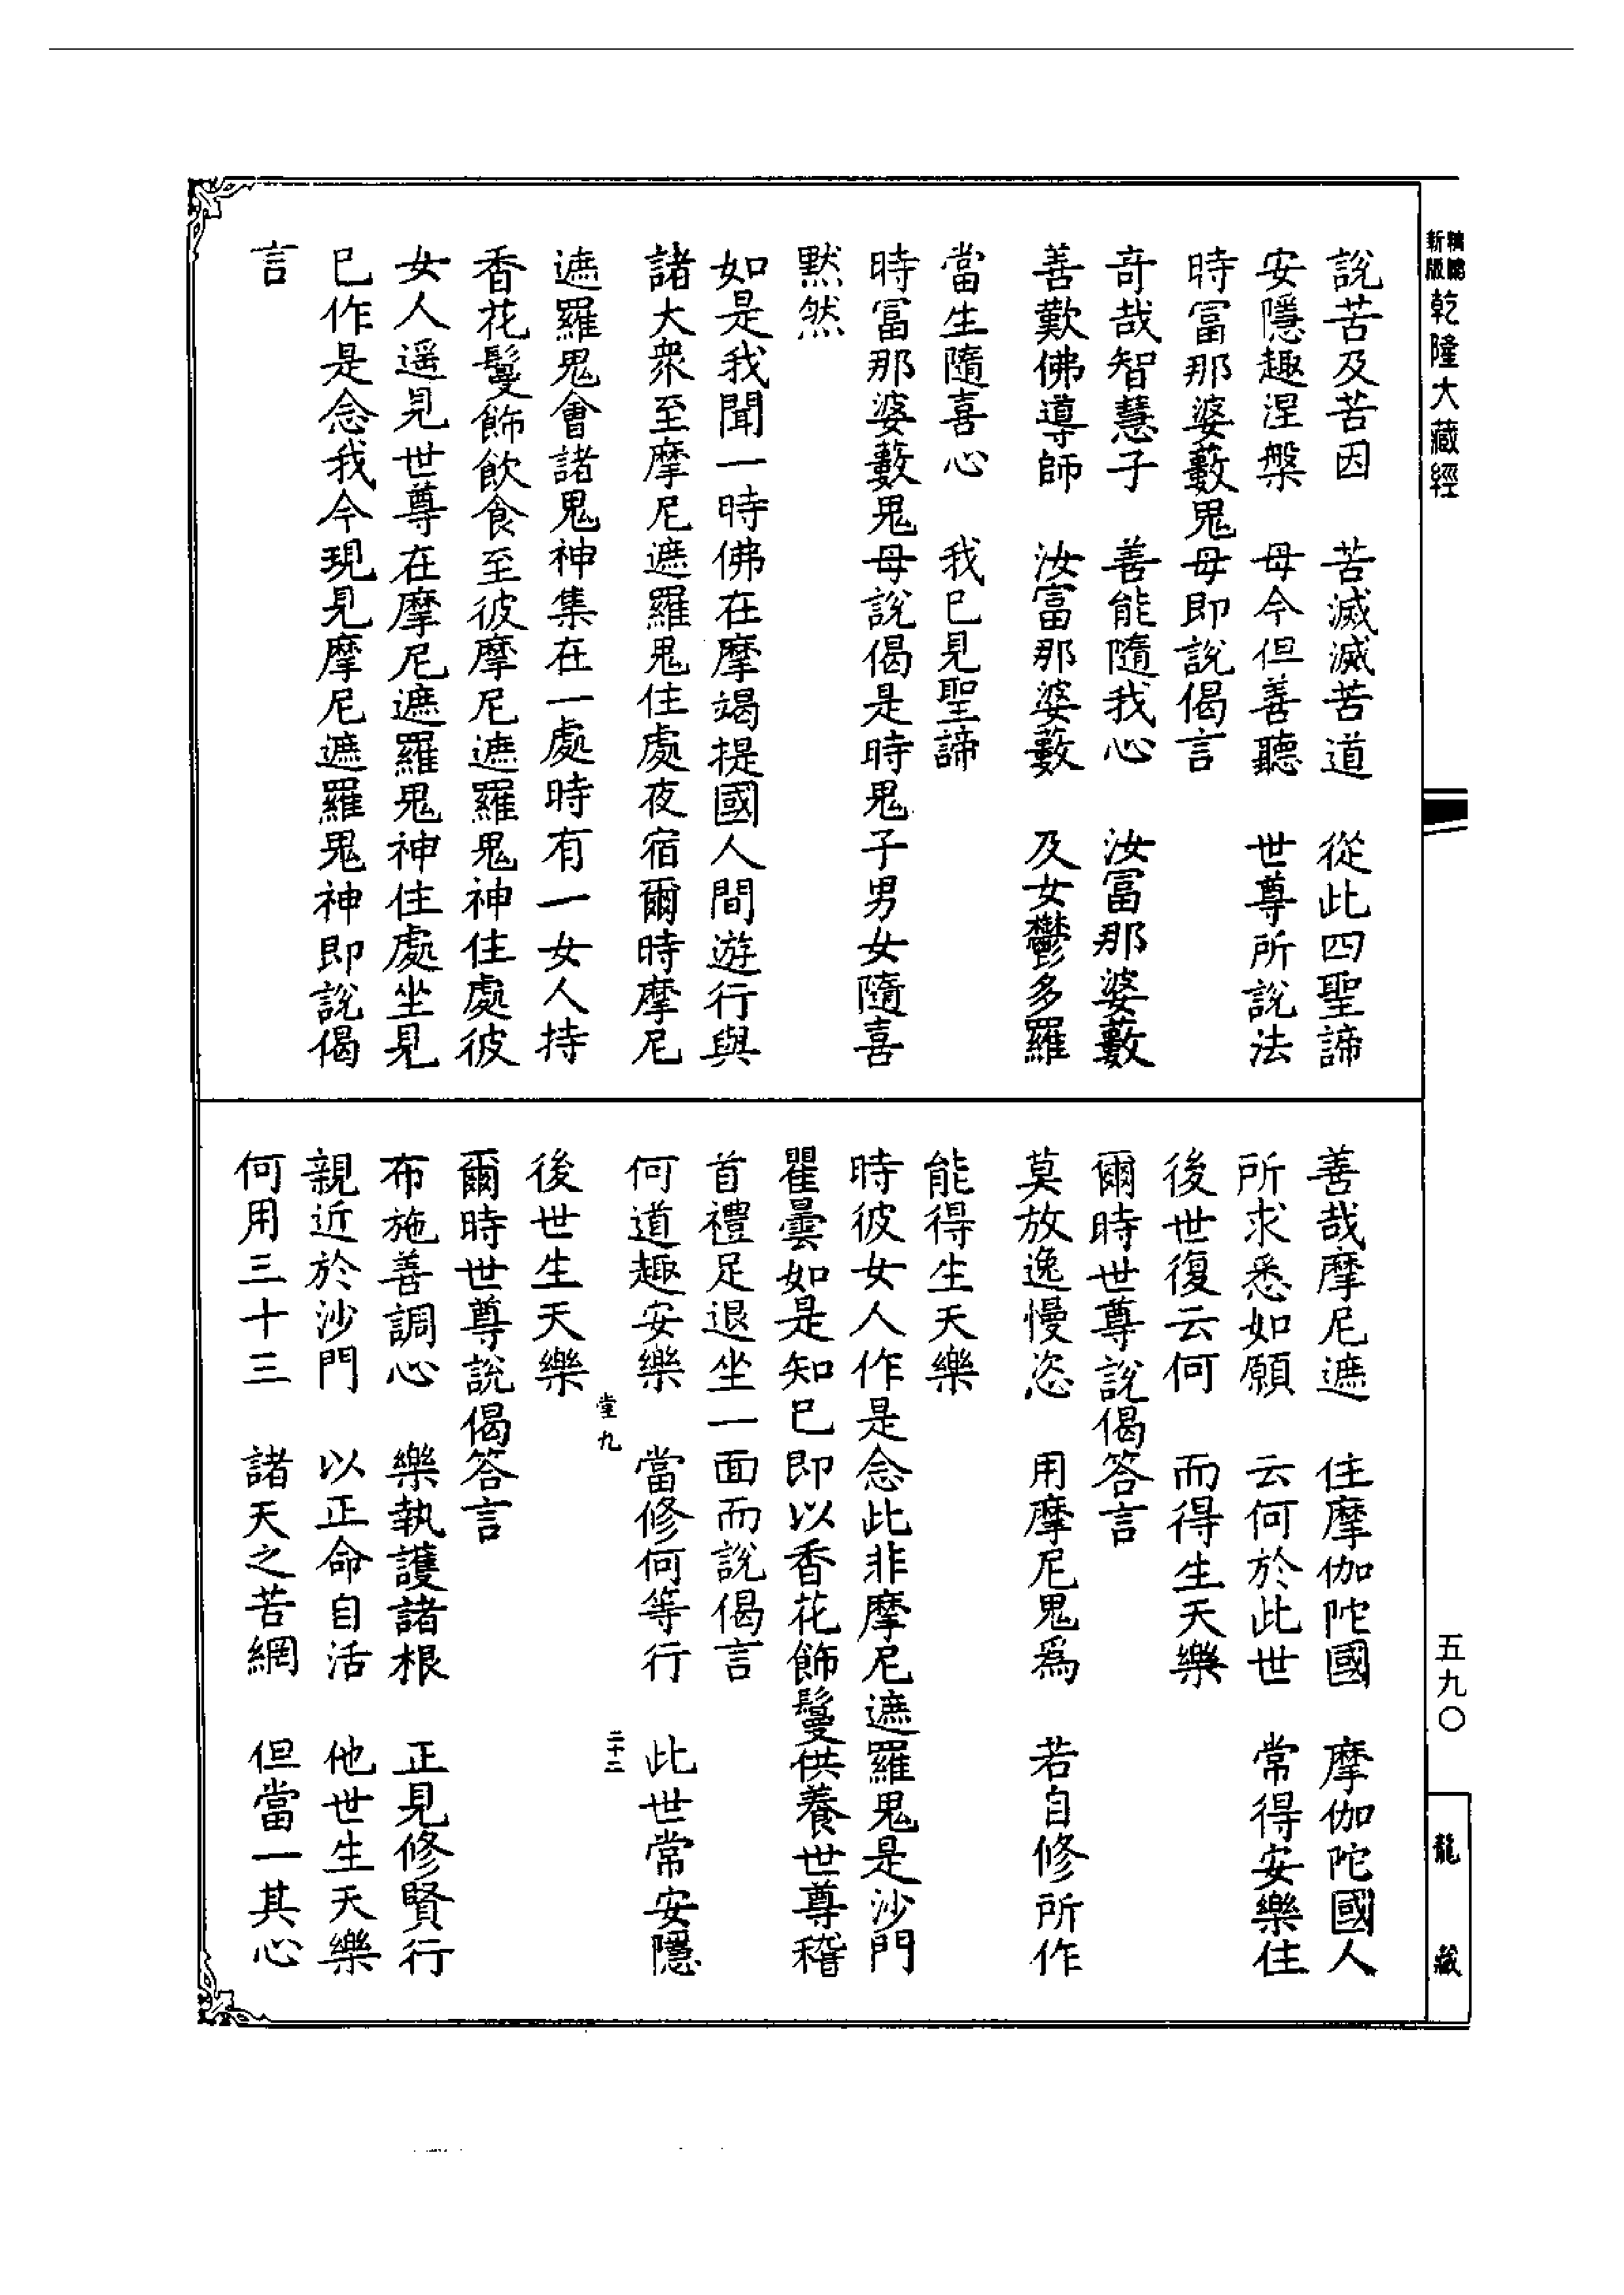 新版精縮乾隆大藏經
說苦及苦因　苦滅滅苦道　從此四聖諦
安隱趣涅槃　母今但善聽　世尊所說法
時富那婆藪鬼母即說偈言
奇哉智慧子　善能隨我心　汝富那婆藪
善歎佛導師　汝富那婆藪　及女鬱多羅
當生隨喜心　我已見聖諦
時富那婆藪鬼母說偈是時鬼子男女隨喜
默然
如是我聞一時佛在摩竭提國人間遊行與
諸大衆至摩尼遮羅鬼住處夜宿爾時摩尼
遮羅鬼會諸鬼神集在一處時有一女人持
香花鬘飾飲食至彼摩尼遮羅鬼神住處彼
女人遥見世尊在摩尼遮羅鬼神住處坐見
已作是念我今現見摩尼遮羅鬼神即說偈
言
善哉摩尼遮　住摩伽陀國　摩伽陀國人
所求悉如願　云何於此世　常得安樂住
後世復云何　而得生天樂
爾時世尊說偈答言
莫放逸慢恣　用摩尼鬼爲　若自修所作
能得生天樂
時彼女人作是念此非摩尼遮羅鬼是沙門
瞿曇如是知已即以香花飾鬘供養世尊稽
首禮足退坐一面而說偈言
何道趣安樂　當修何等行　此世常安隱
堂九　二十二
後世生天樂
爾時世尊說偈答言
布施善調心　樂執護諸根　正見修賢行
親近於沙門　以正命自活　他世生天樂
何用三十三　諸天之苦網　但當一其心
五九〇
龍藏